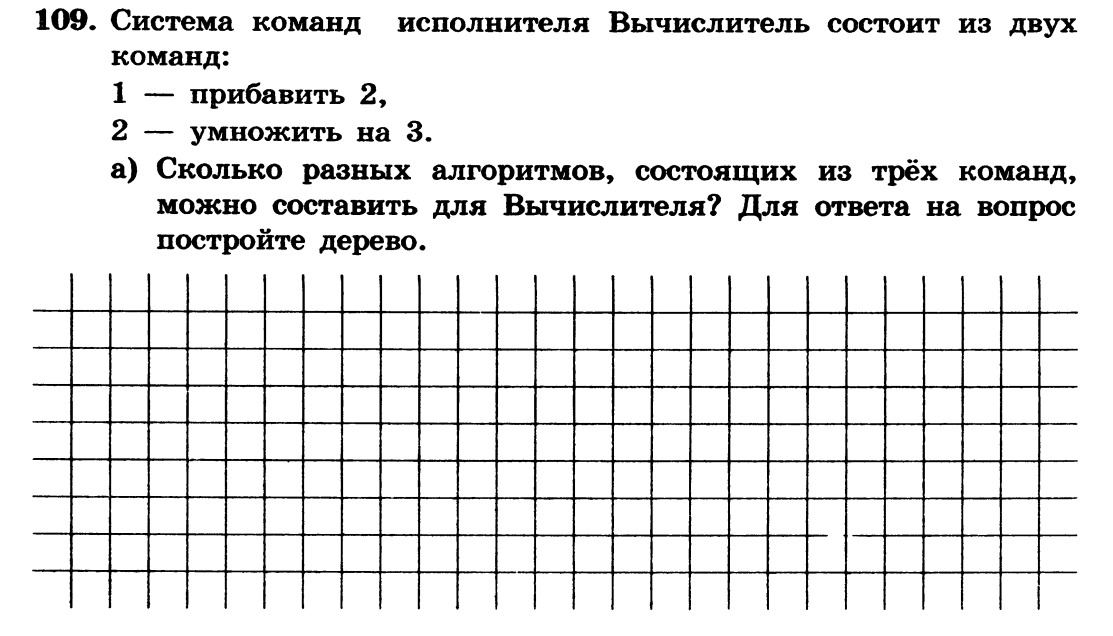 109. Система команд исполнителя Вычислитель состоит из двух
команд:
1 — прибавить 2,
2 — умножить на 3.
а) Сколько разных алгоритмов, состоящих из трёх команд,
можно составить для Вычислителя? Для ответа на вопрос
постройте дерево.